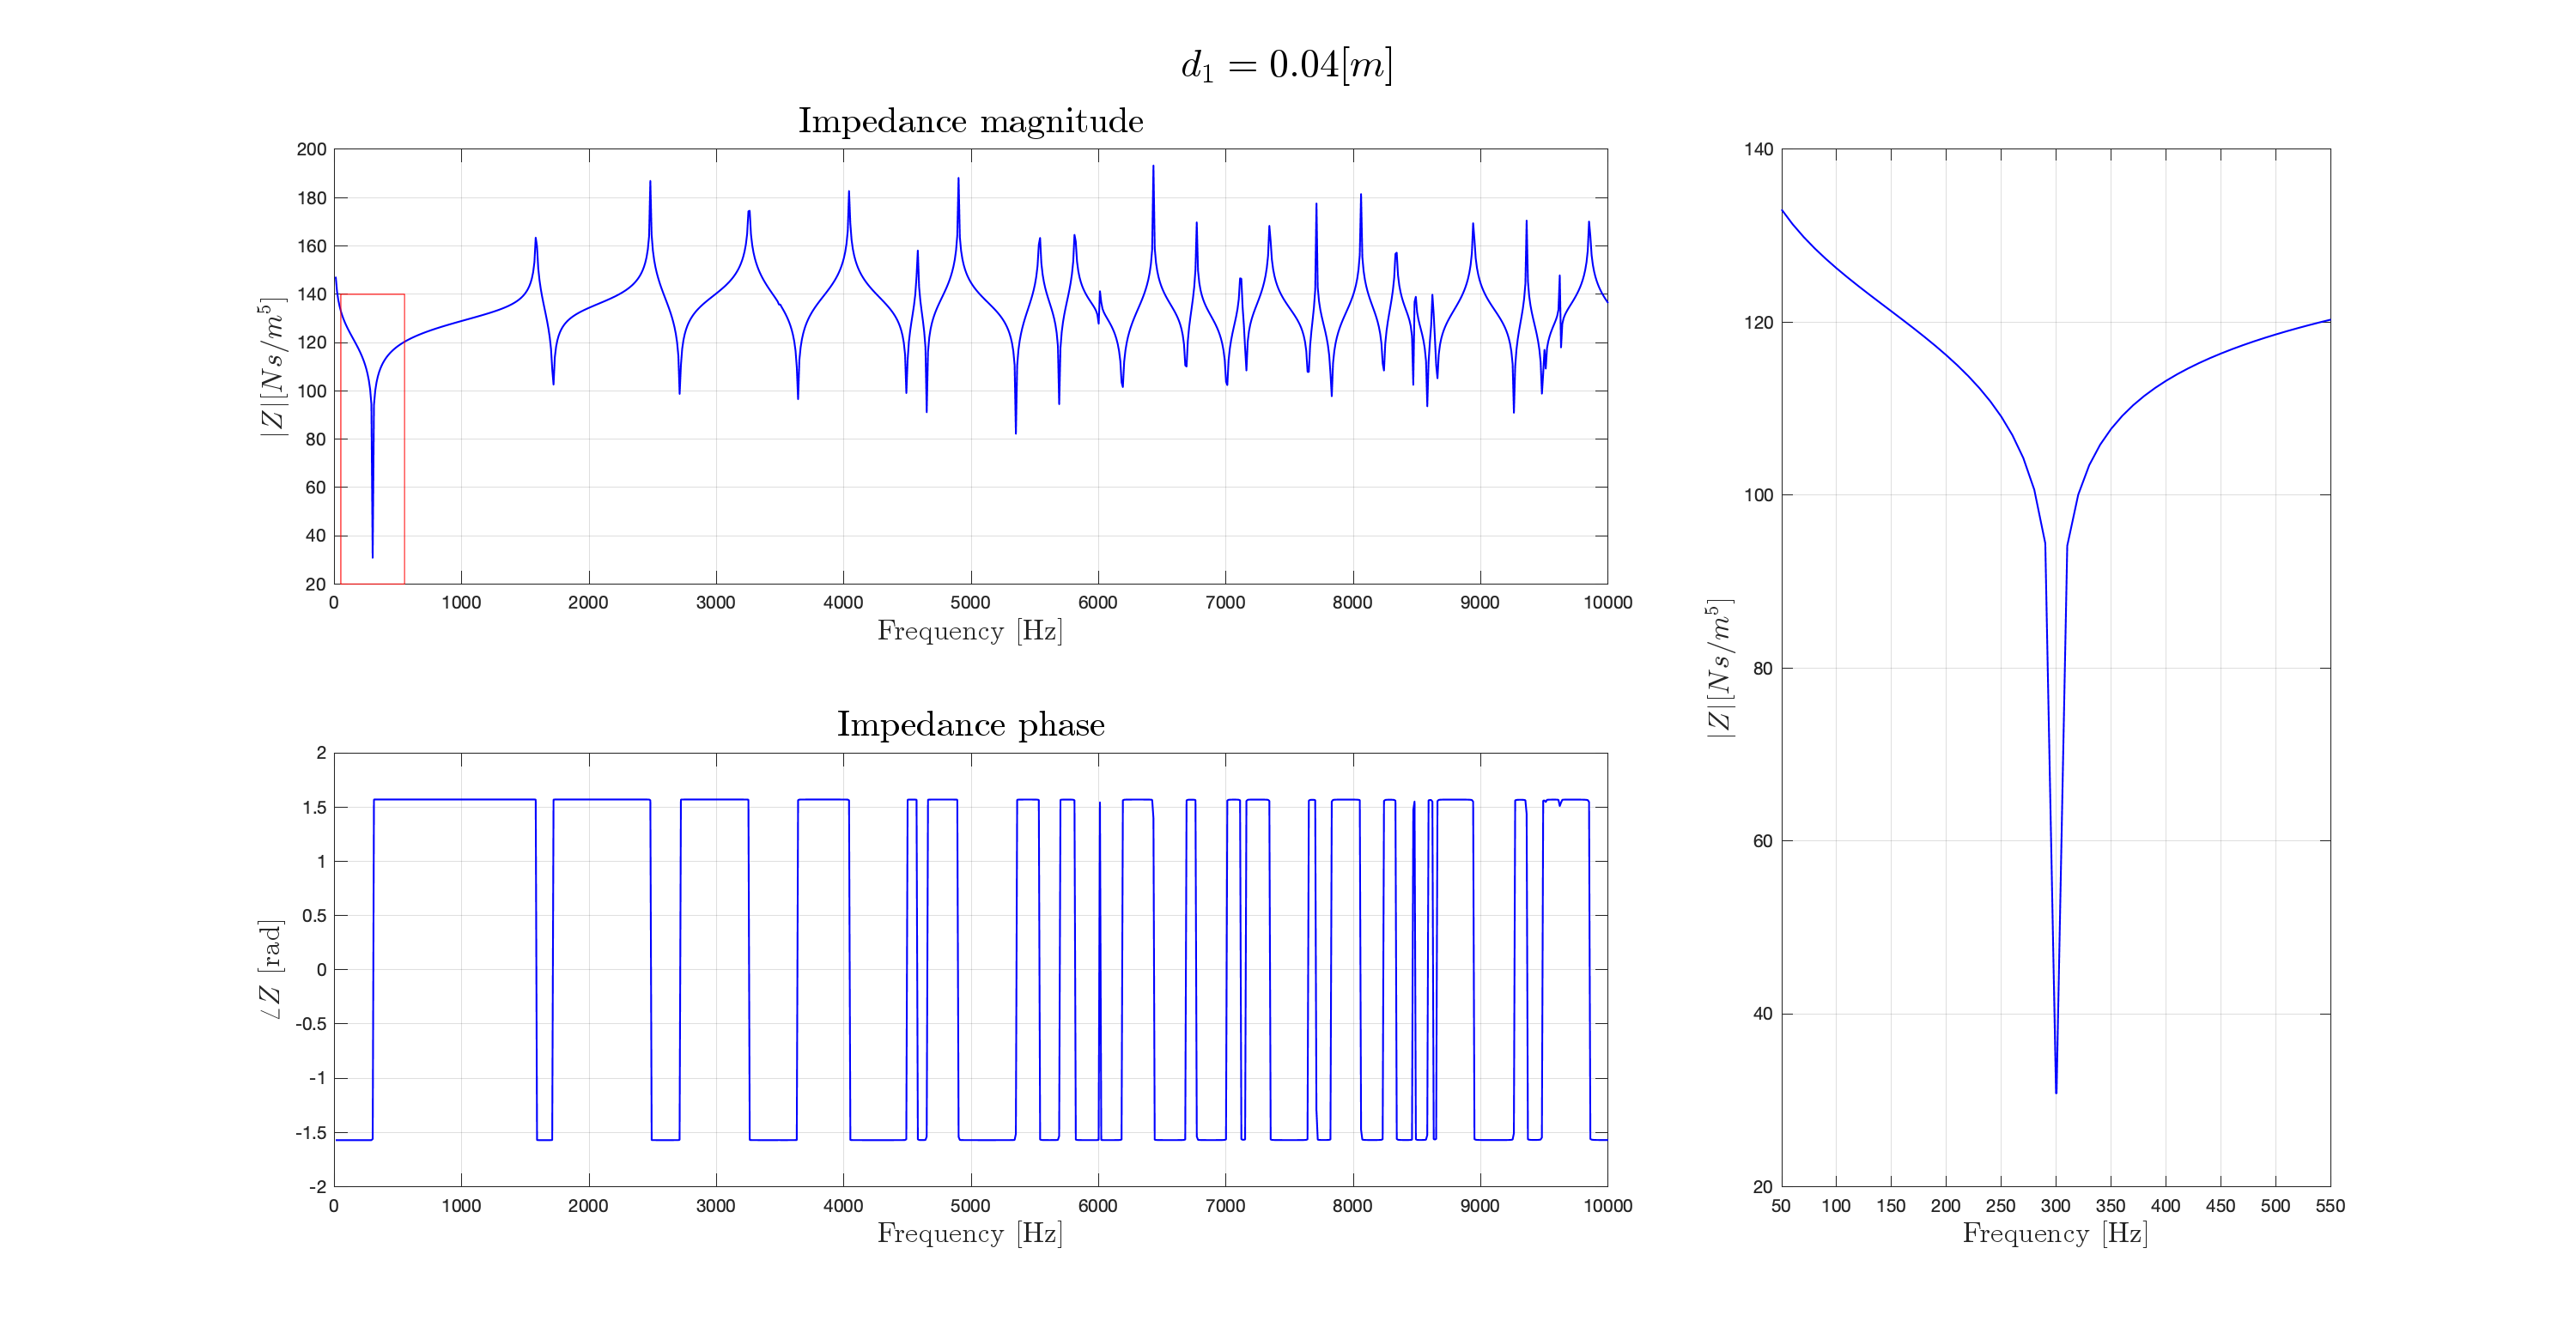 d₁ = 0.04[m]
Impedance magnitude
200
180
160
140
120
100
80
60
40
20
|Z|[Ns/m⁵]
0 1000 2000 3000 4000 5000 6000 7000 8000 9000 10000
Frequency [Hz]
Impedance phase
2
1.5
1
0.5
0
-0.5
-1
-1.5
-2
∠Z [rad]
0 1000 2000 3000 4000 5000 6000 7000 8000 9000 10000
Frequency [Hz]
140
120
100
80
60
40
20
|Z|[Ns/m⁵]
50 100 150 200 250 300 350 400 450 500 550
Frequency [Hz]